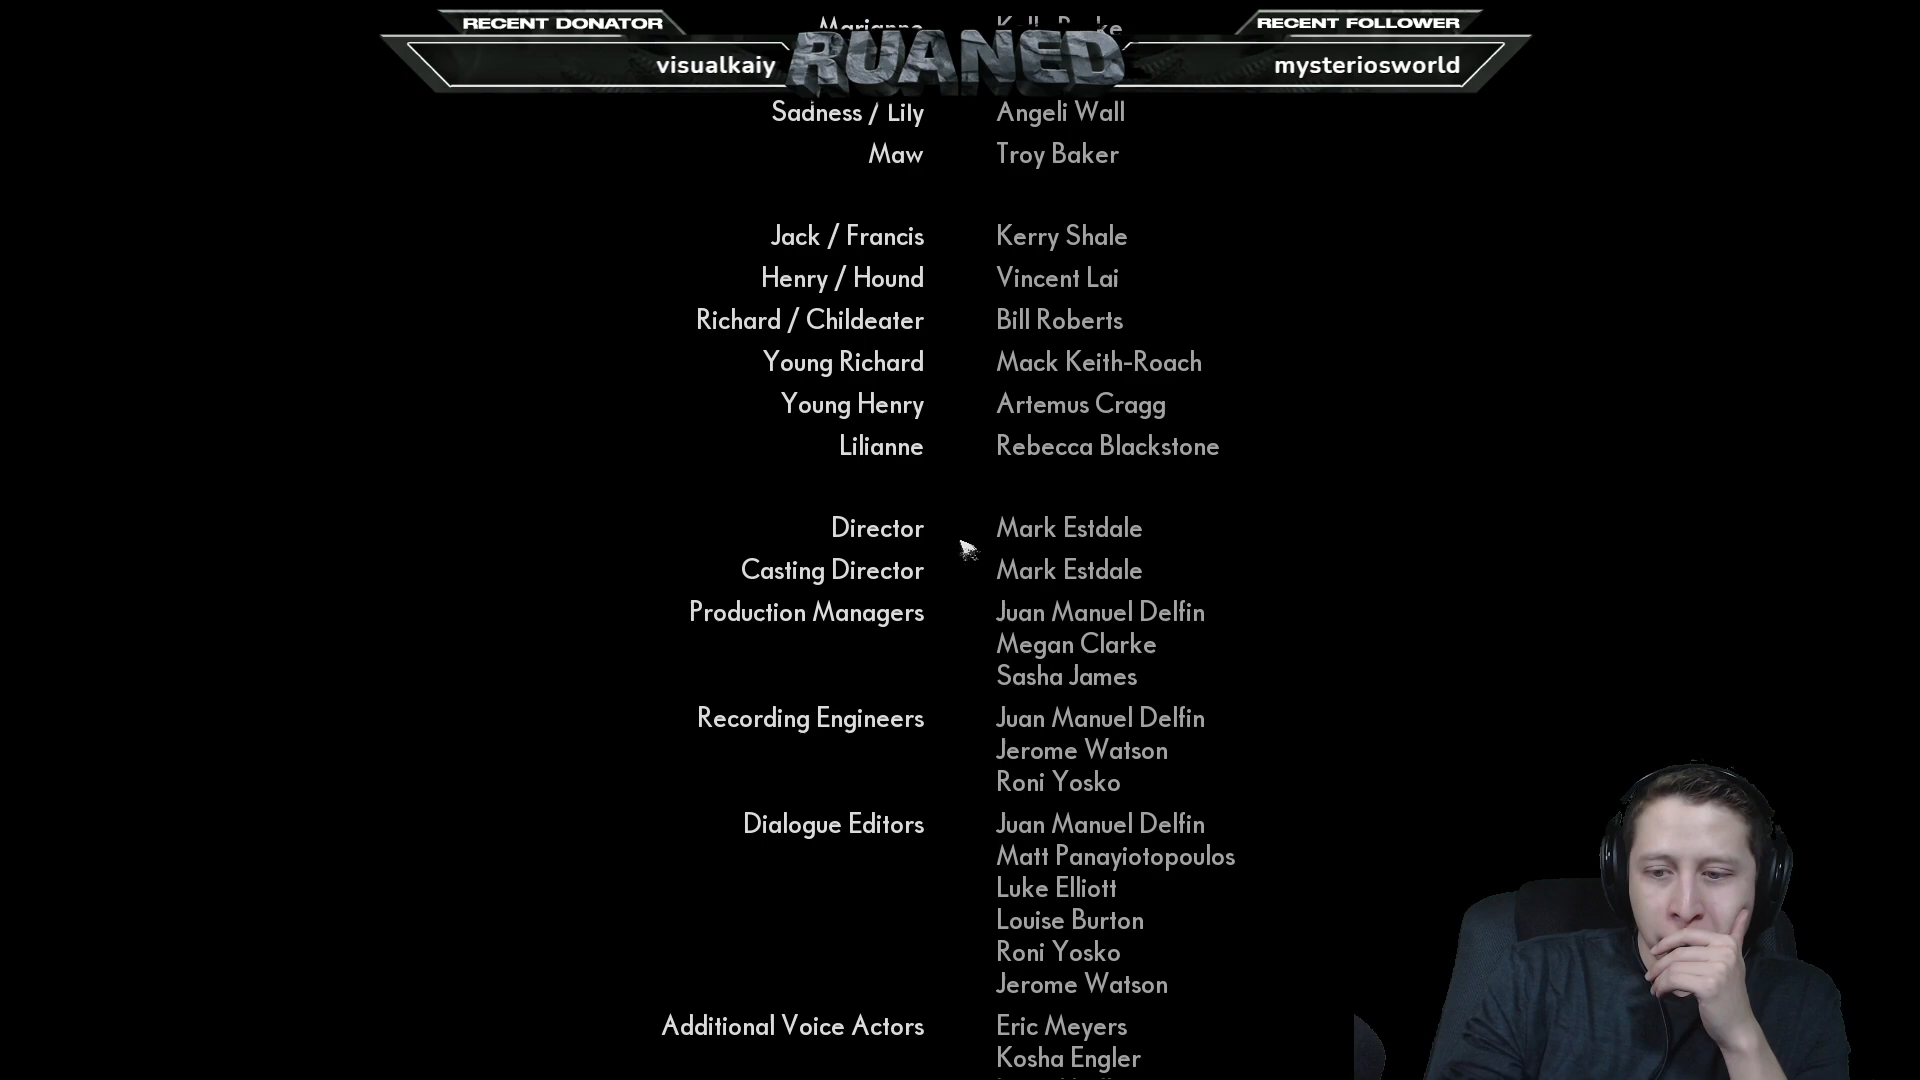 RECENT DONATOR
RECENT FOLLOWER
Marianne
visualkaiy
RUANED
mysteriosworld
Sadness / Lily Angeli Wall
Maw Troy Baker
Jack / Francis Kerry Shale
Henry / Hound Vincent Lai
Richard / Childeater Bill Roberts
Young Richard Mack Keith-Roach
Young Henry Artemus Cragg
Lilianne Rebecca Blackstone
Director Mark Estdale
Casting Director Mark Estdale
Production Managers Juan Manuel Delfin
Megan Clarke
Sasha James
Recording Engineers Juan Manuel Delfin
Jerome Watson
Roni Yosko
Dialogue Editors Juan Manuel Delfin
Matt Panayiotopoulos
Luke Elliott
Louise Burton
Roni Yosko
Jerome Watson
Additional Voice Actors Eric Meyers
Kosha Engler